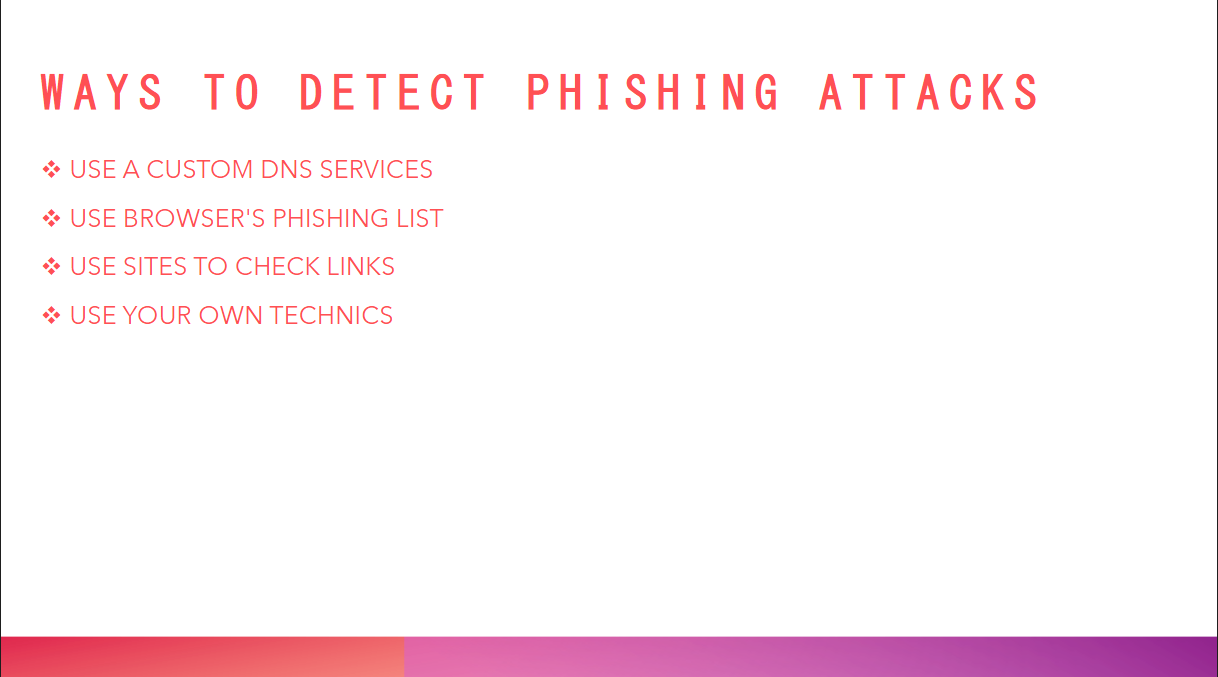 WAYS TO DETECT PHISHING ATTACKS
❖ USE A CUSTOM DNS SERVICES
❖ USE BROWSER'S PHISHING LIST
❖ USE SITES TO CHECK LINKS
❖ USE YOUR OWN TECHNICS